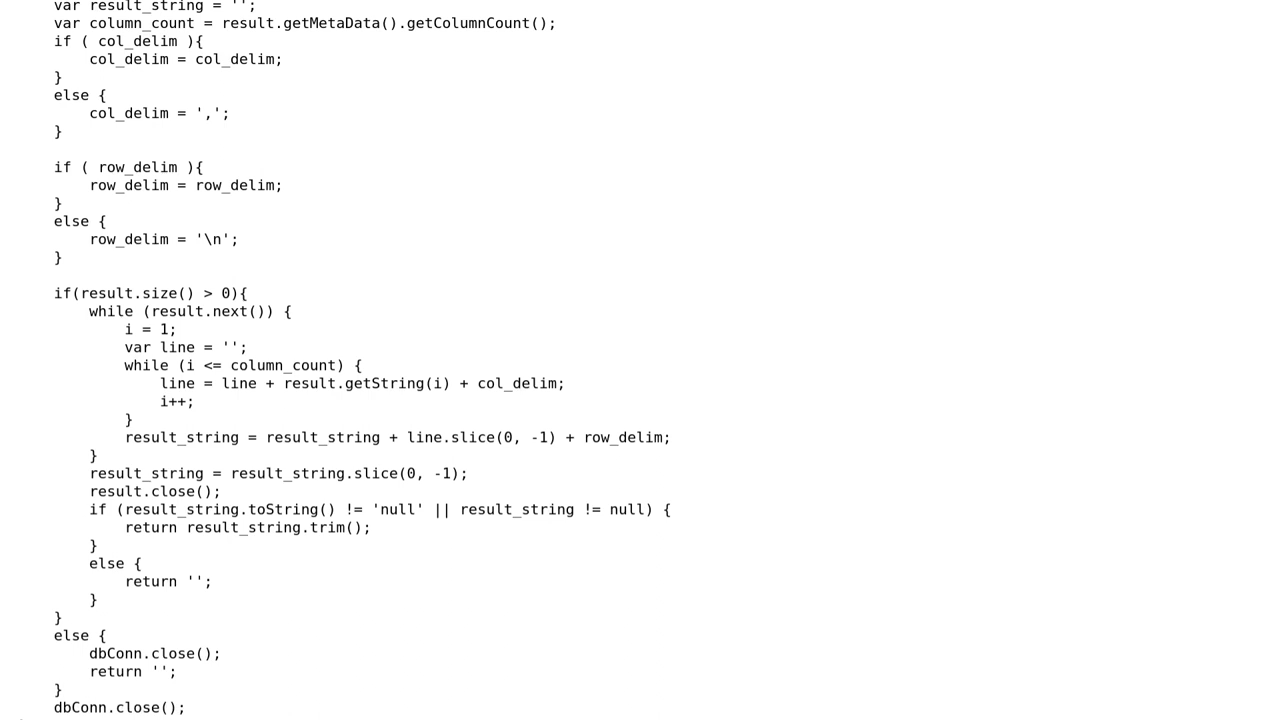 var result_string = '';
var column_count = result.getMetaData().getColumnCount();
if ( col_delim ){
    col_delim = col_delim;
}
else {
    col_delim = ',';
}

if ( row_delim ){
    row_delim = row_delim;
}
else {
    row_delim = '\n';
}

if(result.size() > 0){
    while (result.next()) {
        i = 1;
        var line = '';
        while (i <= column_count) {
            line = line + result.getString(i) + col_delim;
            i++;
        }
        result_string = result_string + line.slice(0, -1) + row_delim;
    }
    result_string = result_string.slice(0, -1);
    result.close();
    if (result_string.toString() != 'null' || result_string != null) {
        return result_string.trim();
    }
    else {
        return '';
    }
}
else {
    dbConn.close();
    return '';
}
dbConn.close();